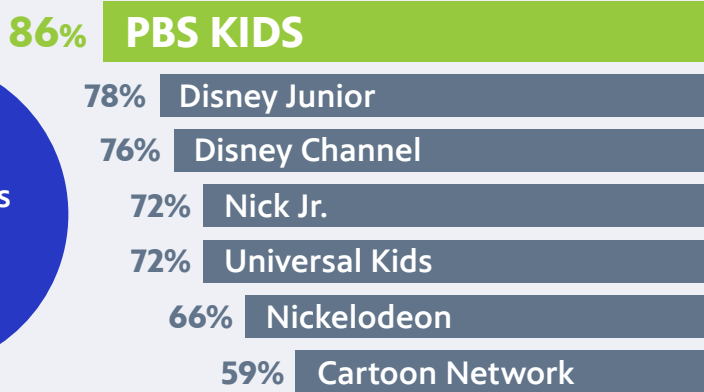 86% PBS KIDS
78% Disney Junior
76% Disney Channel
s
72% Nick Jr.
72% Universal Kids
66% Nickelodeon
59% Cartoon Network